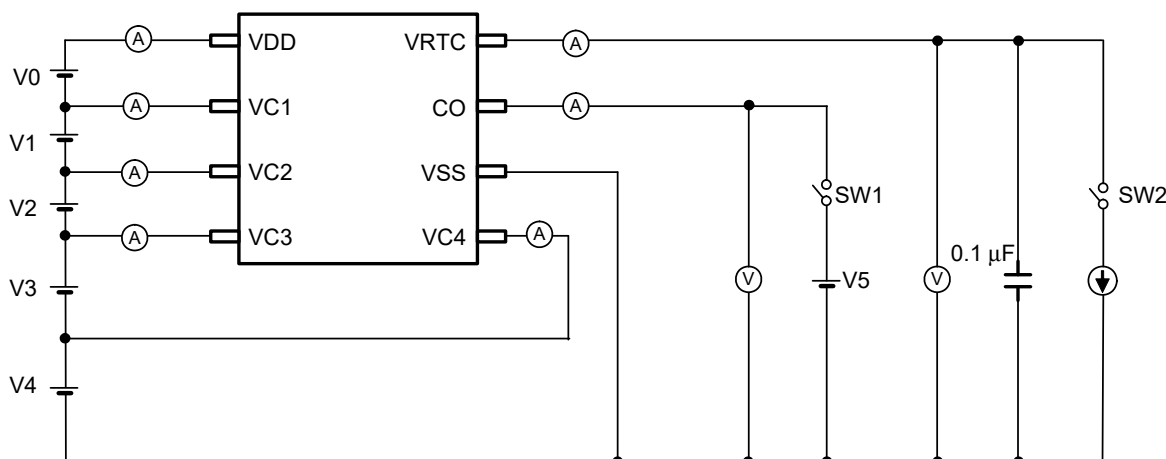 A
VDD
VRTC
A
V0
A
VC1
CO
A
V1
A
VC2
VSS
V2
SW1
SW2
A
VC3
VC4
A
V3
V
V5
V
0.1 μF
V4